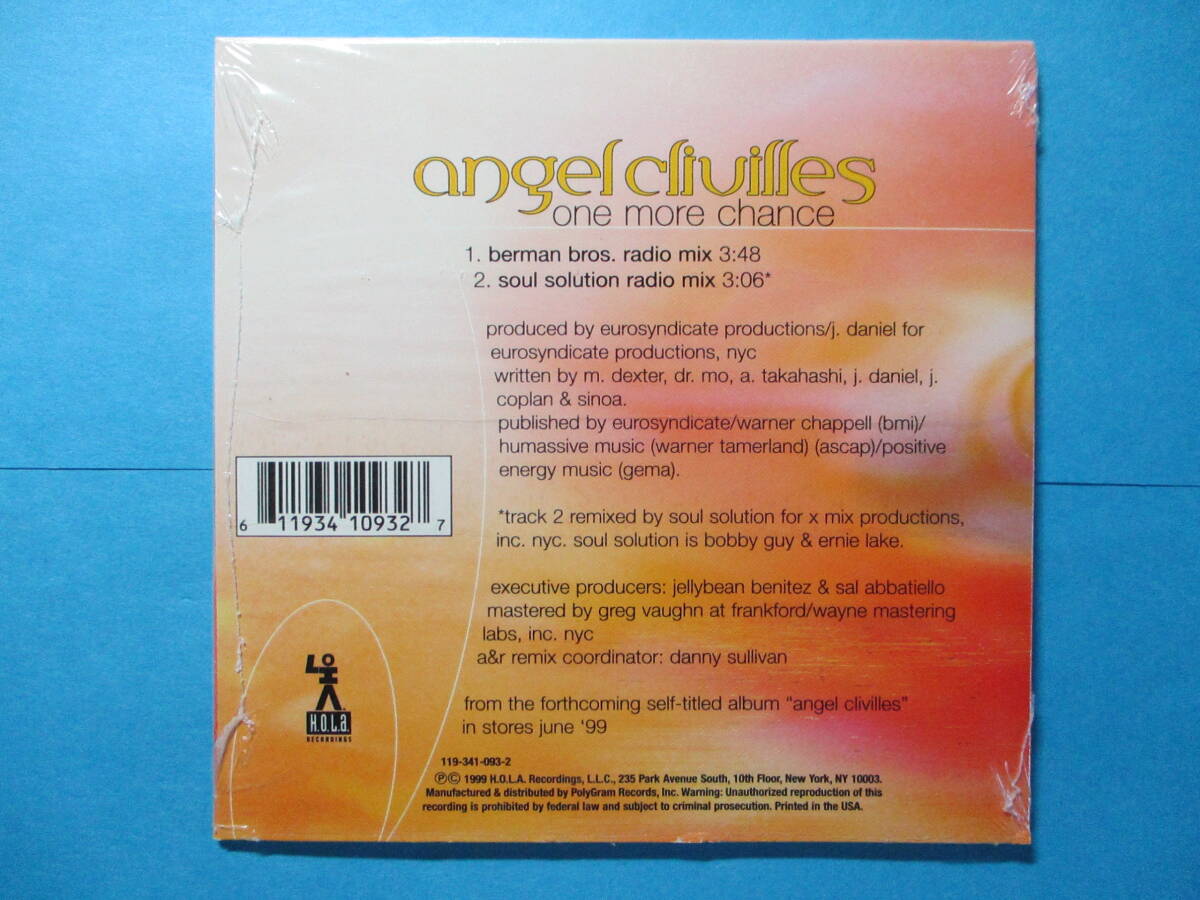 angel clivilles
one more chance
1. berman bros. radio mix 3:48
2. soul solution radio mix 3:06*
produced by eurosyndicate productions/j. daniel for
eurosyndicate productions, nyc
written by m. dexter, dr. mo, a. takahashi, j. daniel, j.
coplan & sinoa.
published by eurosyndicate/warner chappell (bmi)/
humassive music (warner tamerland) (ascap)/positive
energy music (gema).
*track 2 remixed by soul solution for x mix productions,
inc. nyc. soul solution is bobby guy & ernie lake.
executive producers: jellybean benitez & sal abbatiello
mastered by greg vaughn at frankford/wayne mastering
labs, inc. nyc
a&r remix coordinator: danny sullivan
from the forthcoming self-titled album "angel clivilles"
in stores june '99
6 11934 10932 7
H.O.L.A.
RECORDINGS
119-341-093-2
℗© 1999 H.O.L.A. Recordings, L.L.C., 235 Park Avenue South, 10th Floor, New York, NY 10003.
Manufactured & distributed by PolyGram Records, Inc. Warning: Unauthorized reproduction of this
recording is prohibited by federal law and subject to criminal prosecution. Printed in the USA.